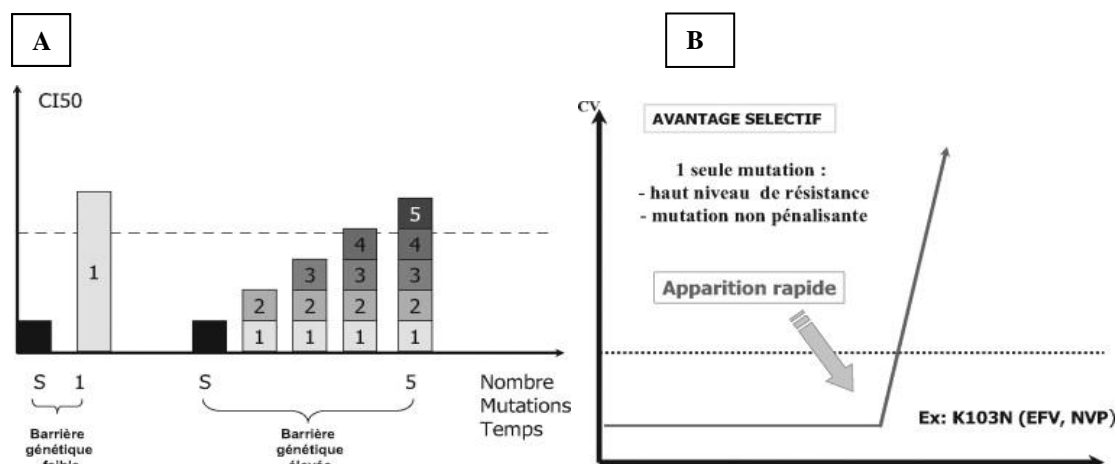 A
B
CI50
5
4
4
3
3
3
1
2
2
2
2
1
1
1
1
S
1
S
5
Nombre
Mutations
Temps
Barrière
génétique
faible
Barrière
génétique
élevée
CV
AVANTAGE SELECTIF
1 seule mutation :
- haut niveau de résistance
- mutation non pénalisante
Apparition rapide
Ex: K103N (EFV, NVP)